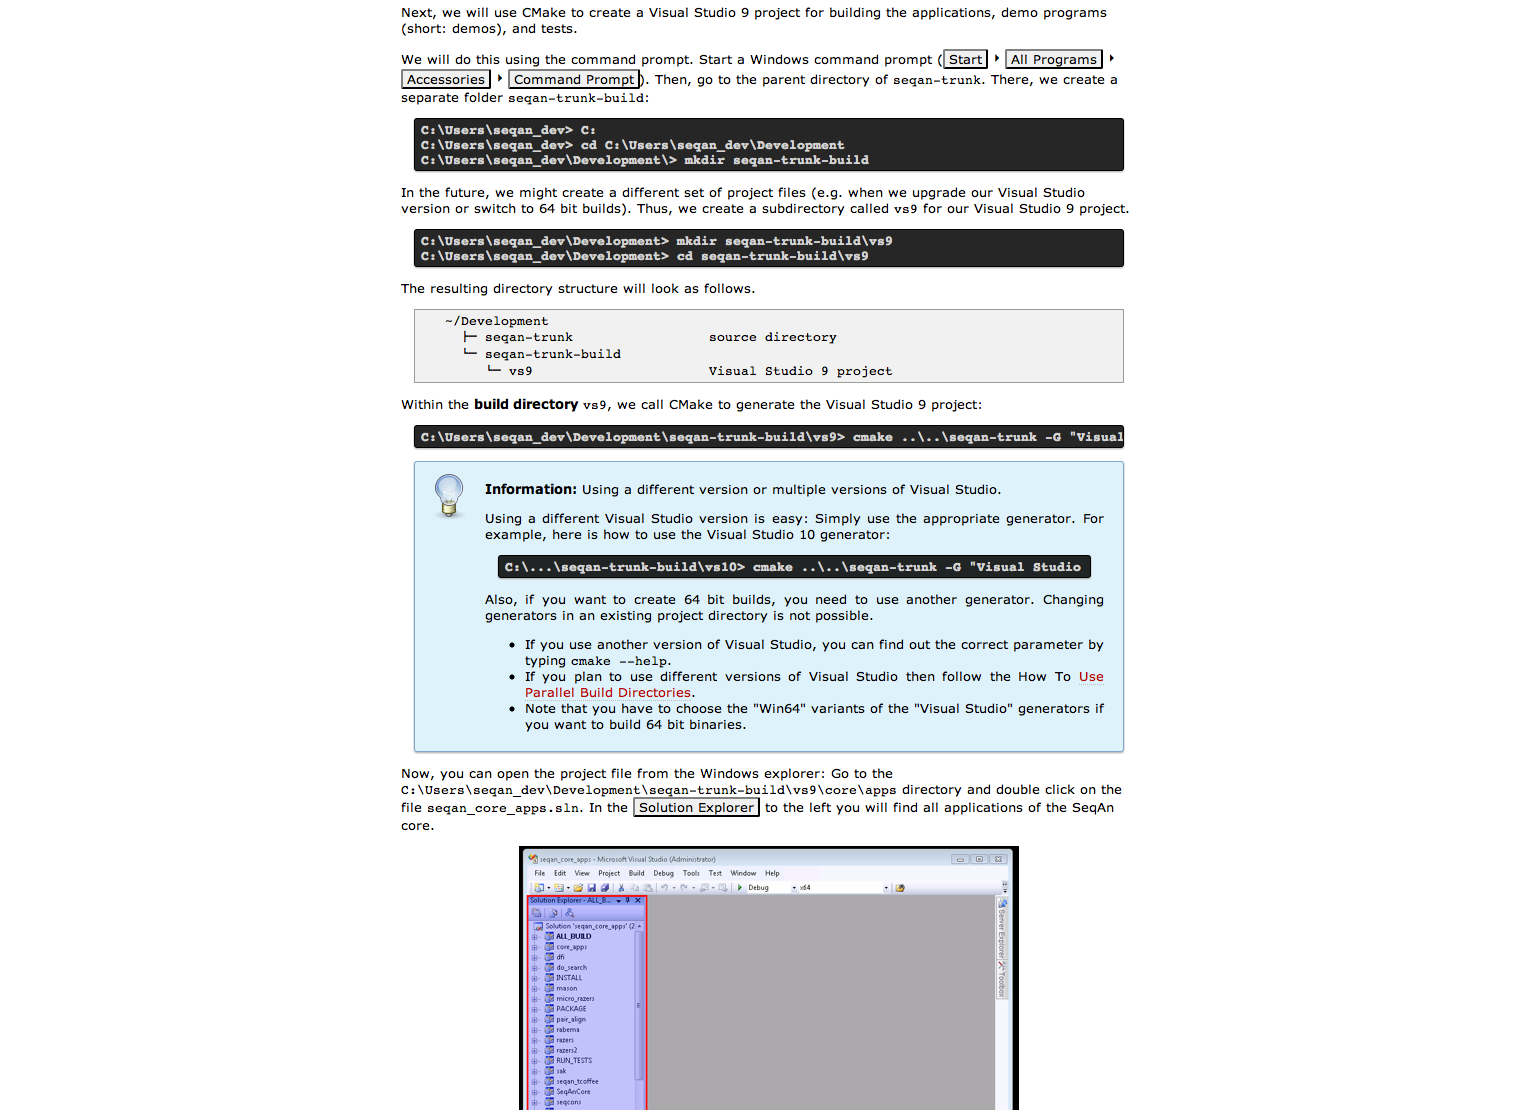 Next, we will use CMake to create a Visual Studio 9 project for building the applications, demo programs
(short: demos), and tests.
We will do this using the command prompt. Start a Windows command prompt (Start ‣ All Programs ‣
Accessories ‣ Command Prompt). Then, go to the parent directory of seqan-trunk. There, we create a
separate folder seqan-trunk-build:
C:\Users\seqan_dev> C:
C:\Users\seqan_dev> cd C:\Users\seqan_dev\Development
C:\Users\seqan_dev\Development\> mkdir seqan-trunk-build
In the future, we might create a different set of project files (e.g. when we upgrade our Visual Studio
version or switch to 64 bit builds). Thus, we create a subdirectory called vs9 for our Visual Studio 9 project.
C:\Users\seqan_dev\Development> mkdir seqan-trunk-build\vs9
C:\Users\seqan_dev\Development> cd seqan-trunk-build\vs9
The resulting directory structure will look as follows.
~/Development
├─ seqan-trunk source directory
└─ seqan-trunk-build
└─ vs9 Visual Studio 9 project
Within the build directory vs9, we call CMake to generate the Visual Studio 9 project:
C:\Users\seqan_dev\Development\seqan-trunk-build\vs9> cmake ..\..\seqan-trunk -G "Visual
Information: Using a different version or multiple versions of Visual Studio.
Using a different Visual Studio version is easy: Simply use the appropriate generator. For
example, here is how to use the Visual Studio 10 generator:
C:\...\seqan-trunk-build\vs10> cmake ..\..\seqan-trunk -G "Visual Studio
Also, if you want to create 64 bit builds, you need to use another generator. Changing
generators in an existing project directory is not possible.
• If you use another version of Visual Studio, you can find out the correct parameter by
typing cmake --help.
• If you plan to use different versions of Visual Studio then follow the How To Use
Parallel Build Directories.
• Note that you have to choose the "Win64" variants of the "Visual Studio" generators if
you want to build 64 bit binaries.
Now, you can open the project file from the Windows explorer: Go to the
C:\Users\seqan_dev\Development\seqan-trunk-build\vs9\core\apps directory and double click on the
file seqan_core_apps.sln. In the Solution Explorer to the left you will find all applications of the SeqAn
core.
seqan_core_apps - Microsoft Visual Studio (Administrator)
File Edit View Project Build Debug Tools Test Window Help
Debug x64
Solution Explorer - ALL_B...
Solution 'seqan_core_apps' (2
ALL_BUILD
core_apps
dfi
do_search
INSTALL
mason
micro_razers
PACKAGE
pair_align
rabema
razers
razers2
RUN_TESTS
sak
seqan_tcoffee
SeqAnCore
seqcons
Server Explorer
Toolbox